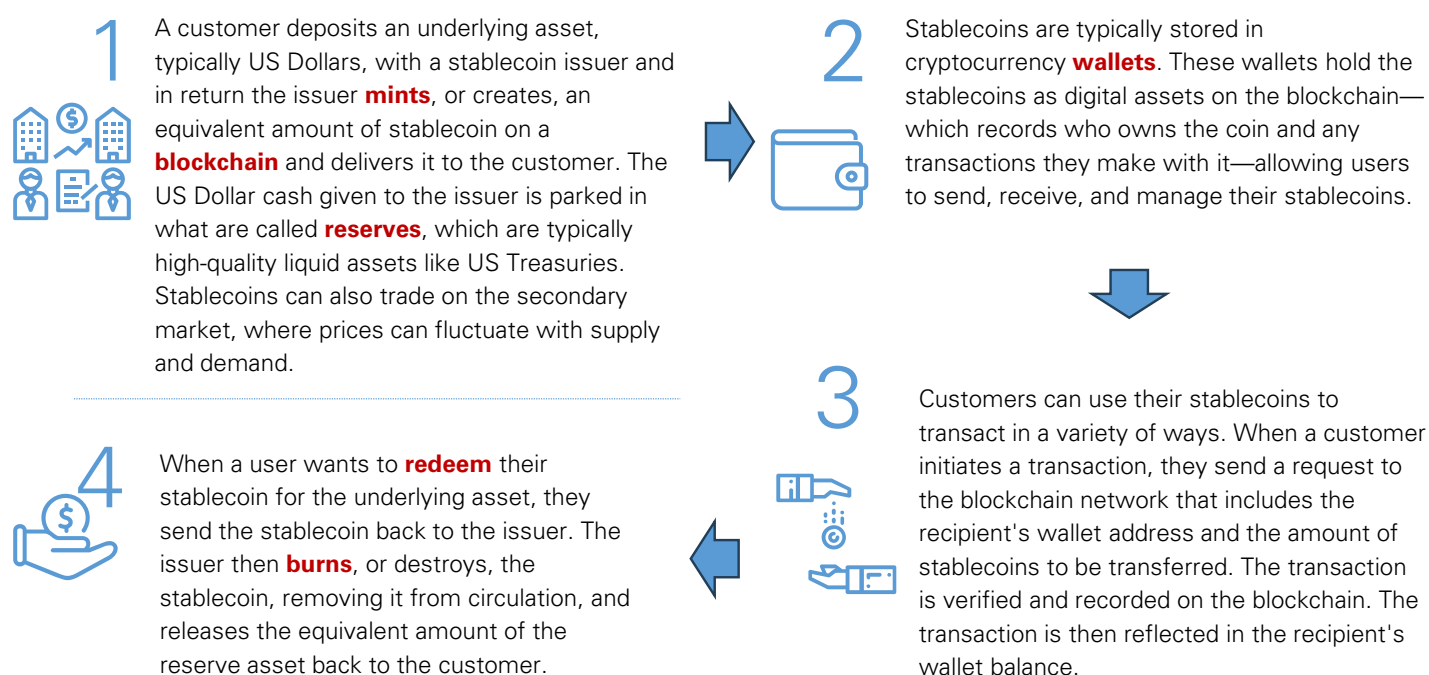 1
A customer deposits an underlying asset,
typically US Dollars, with a stablecoin issuer and
in return the issuer mints, or creates, an
equivalent amount of stablecoin on a
blockchain and delivers it to the customer. The
US Dollar cash given to the issuer is parked in
what are called reserves, which are typically
high-quality liquid assets like US Treasuries.
Stablecoins can also trade on the secondary
market, where prices can fluctuate with supply
and demand.
2
Stablecoins are typically stored in
cryptocurrency wallets. These wallets hold the
stablecoins as digital assets on the blockchain—
which records who owns the coin and any
transactions they make with it—allowing users
to send, receive, and manage their stablecoins.
3
Customers can use their stablecoins to
transact in a variety of ways. When a customer
initiates a transaction, they send a request to
the blockchain network that includes the
recipient's wallet address and the amount of
stablecoins to be transferred. The transaction
is verified and recorded on the blockchain. The
transaction is then reflected in the recipient's
wallet balance.
4
When a user wants to redeem their
stablecoin for the underlying asset, they
send the stablecoin back to the issuer. The
issuer then burns, or destroys, the
stablecoin, removing it from circulation, and
releases the equivalent amount of the
reserve asset back to the customer.